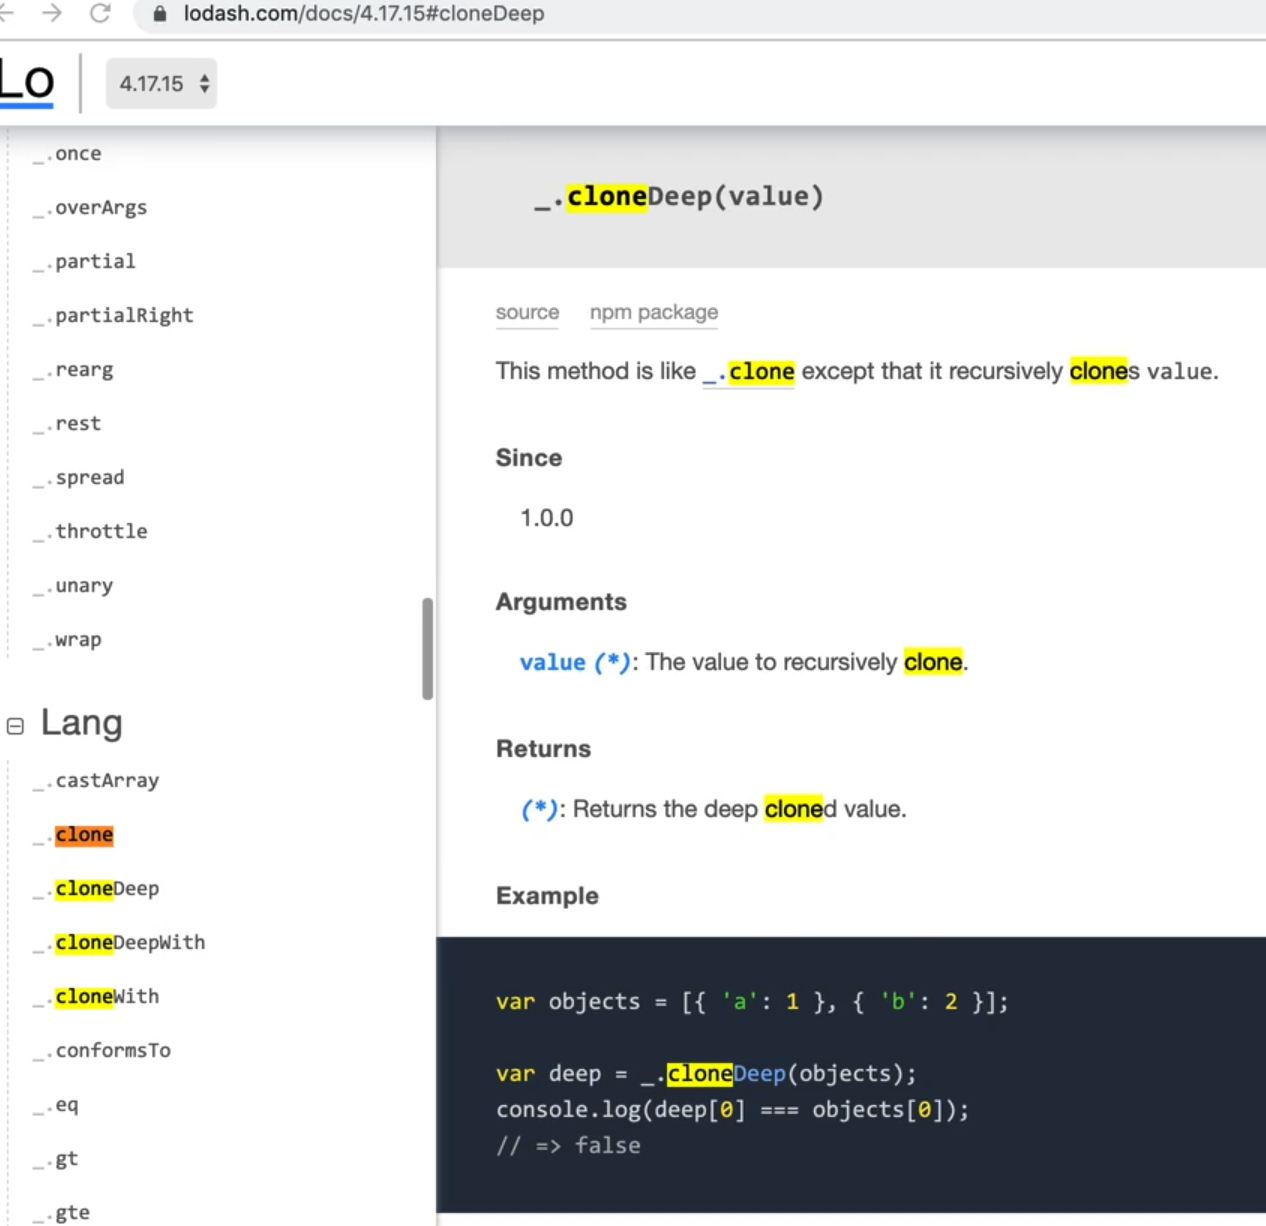 lodash.com/docs/4.17.15#cloneDeep
Lo
4.17.15
_.once
_.overArgs
_.partial
_.partialRight
_.rearg
_.rest
_.spread
_.throttle
_.unary
_.wrap
Lang
_.castArray
_.clone
_.cloneDeep
_.cloneDeepWith
_.cloneWith
_.conformsTo
_.eq
_.gt
_.gte
_.cloneDeep(value)
source npm package
This method is like _.clone except that it recursively clones value.
Since
1.0.0
Arguments
value (*): The value to recursively clone.
Returns
(*): Returns the deep cloned value.
Example
var objects = [{ 'a': 1 }, { 'b': 2 }];
var deep = _.cloneDeep(objects);
console.log(deep[0] === objects[0]);
// => false